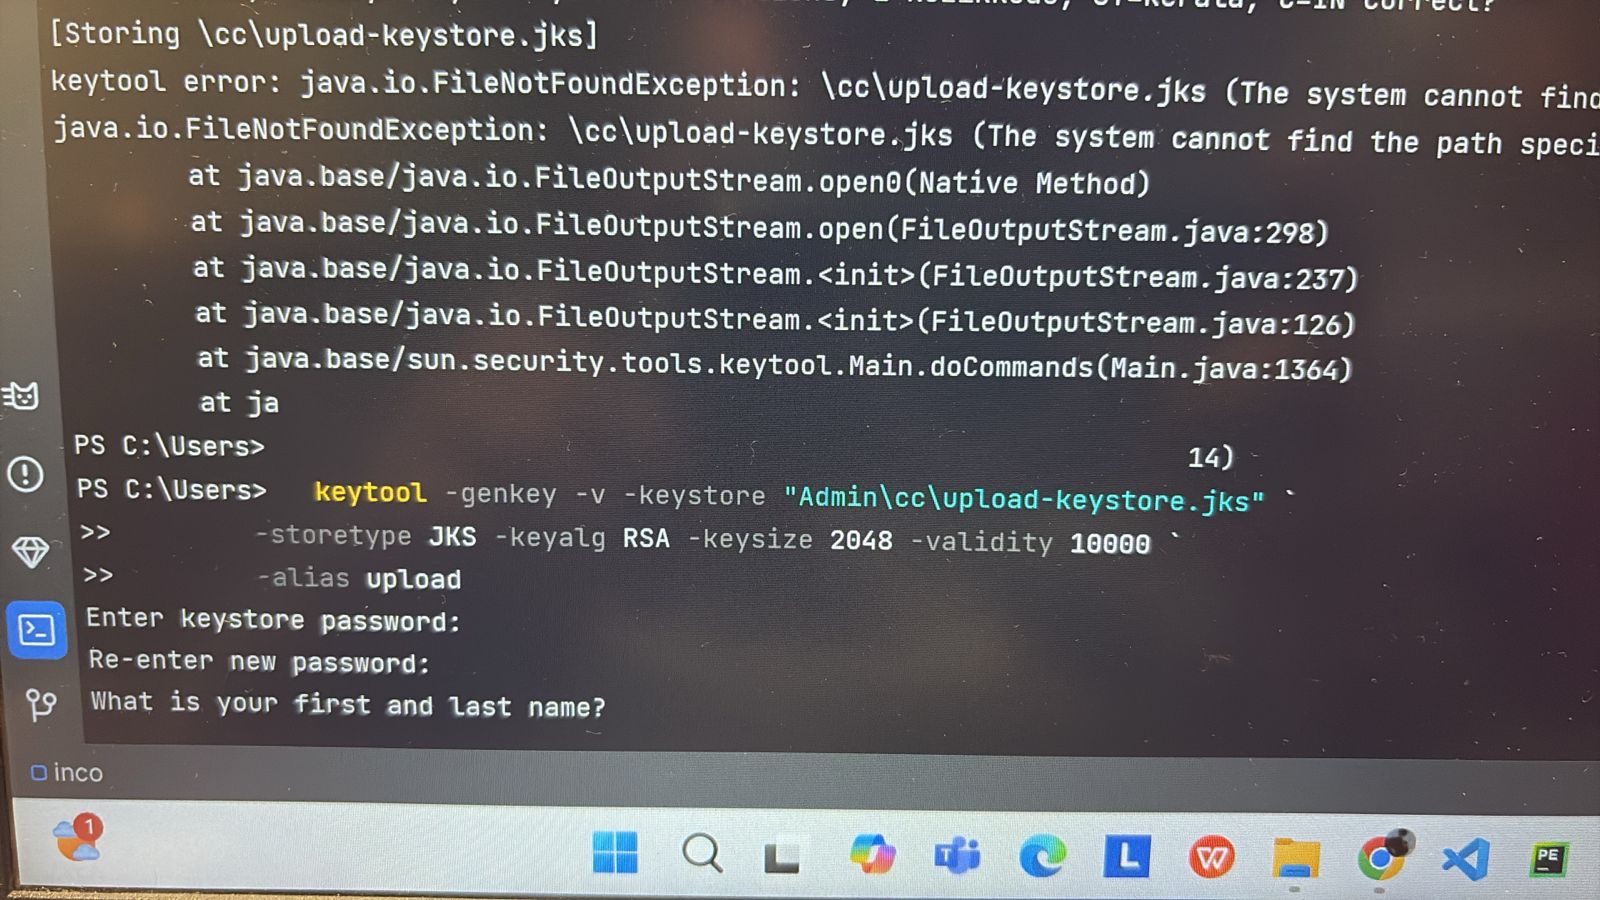 correct?
[Storing \cc\upload-keystore.jks]
keytool error: java.io.FileNotFoundException: \cc\upload-keystore.jks (The system cannot find
java.io.FileNotFoundException: \cc\upload-keystore.jks (The system cannot find the path speci
at java.base/java.io.FileOutputStream.open0(Native Method)
at java.base/java.io.FileOutputStream.open(FileOutputStream.java:298)
at java.base/java.io.FileOutputStream.<init>(FileOutputStream.java:237)
at java.base/java.io.FileOutputStream.<init>(FileOutputStream.java:126)
at java.base/sun.security.tools.keytool.Main.doCommands(Main.java:1364)
at ja
PS C:\Users>
14)
PS C:\Users> keytool -genkey -v -keystore "Admin\cc\upload-keystore.jks" `
>> -storetype JKS -keyalg RSA -keysize 2048 -validity 10000 `
>> -alias upload
Enter keystore password:
Re-enter new password:
What is your first and last name?
inco
1
T
L
W
PE